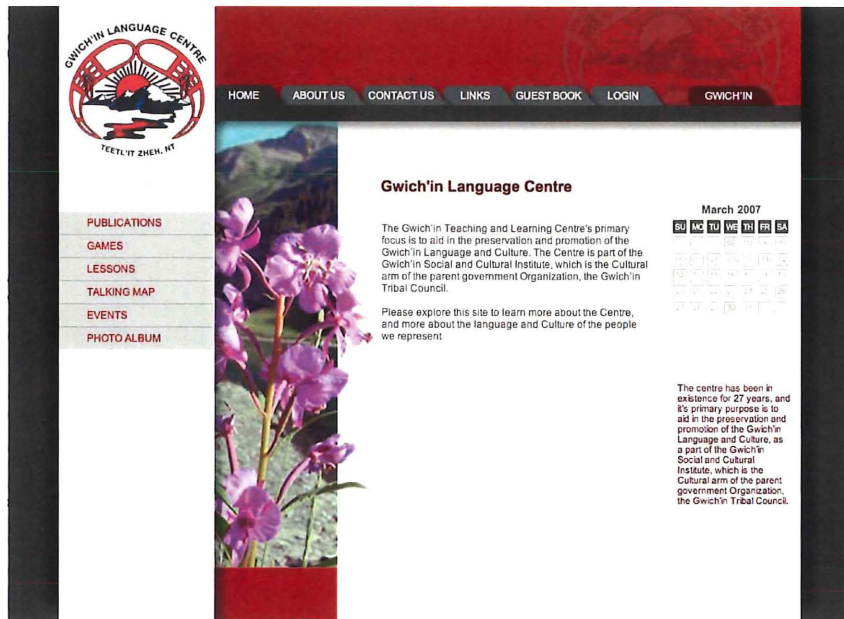 GWICH'IN LANGUAGE CENTRE
TEETL'IT ZHEH, NT
HOME ABOUT US CONTACT US LINKS GUEST BOOK LOGIN GWICH'IN
PUBLICATIONS
GAMES
LESSONS
TALKING MAP
EVENTS
PHOTO ALBUM
Gwich'in Language Centre
The Gwich'in Teaching and Learning Centre's primary
focus is to aid in the preservation and promotion of the
Gwich'in Language and Culture. The Centre is part of the
Gwich'in Social and Cultural Institute, which is the Cultural
arm of the parent government Organization, the Gwich'in
Tribal Council.
Please explore this site to learn more about the Centre,
and more about the language and Culture of the people
we represent
March 2007
SU MO TU WE TH FR SA
The centre has been in
existence for 27 years, and
it's primary purpose is to
aid in the preservation and
promotion of the Gwich'in
Language and Culture, as
a part of the Gwich'in
Social and Cultural
Institute, which is the
Cultural arm of the parent
government Organization,
the Gwich'in Tribal Council.